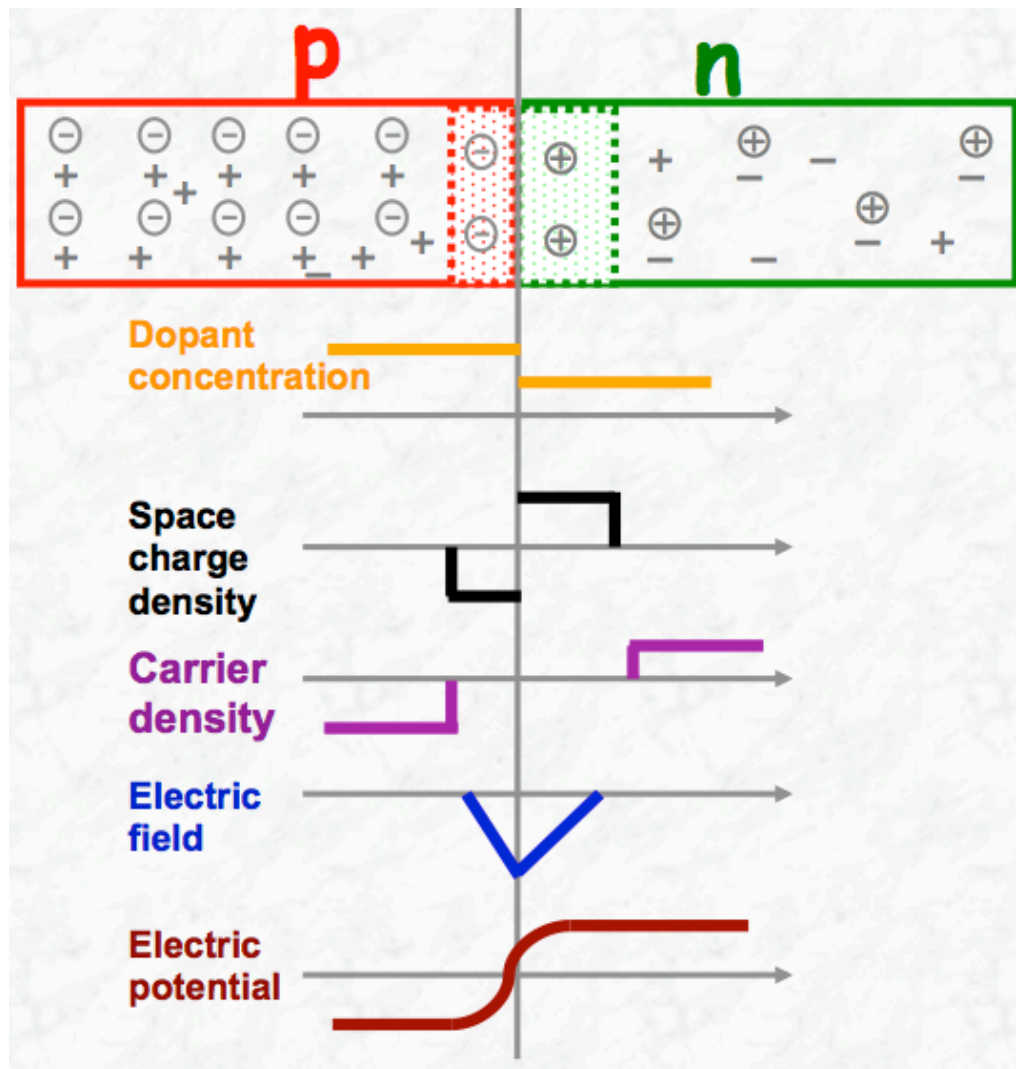 p n
Dopant
concentration
Space
charge
density
Carrier
density
Electric
field
Electric
potential